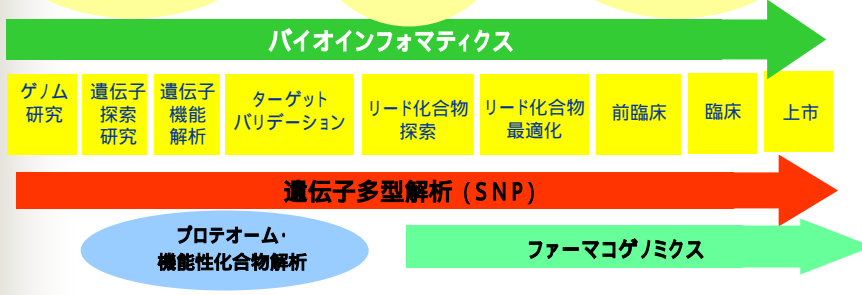 バイオインフォマティクス
ゲノム
研究
遺伝子
探索
研究
遺伝子
機能
解析
ターゲット
バリデーション
リード化合物
探索
リード化合物
最適化
前臨床
臨床
上市
遺伝子多型解析（SNP）
プロテオーム・
機能性化合物解析
ファーマコゲノミクス